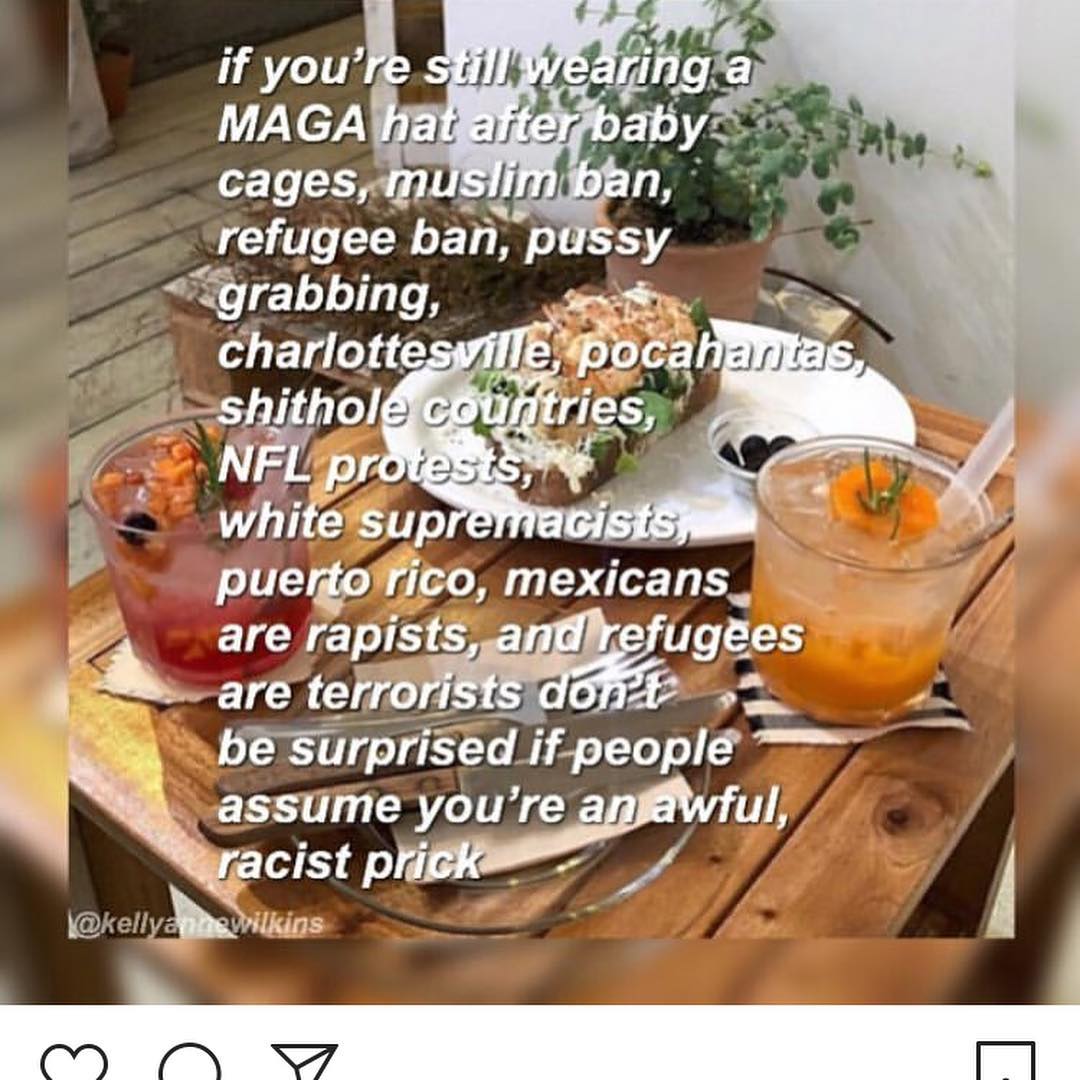 if you're still wearing a
MAGA hat after baby
cages, muslim ban,
refugee ban, pussy
grabbing,
charlottesville, pocahantas,
shithole countries,
NFL protests,
white supremacists,
puerto rico, mexicans
are rapists, and refugees
are terrorists don't
be surprised if people
assume you're an awful,
racist prick
@kellyannewilkins